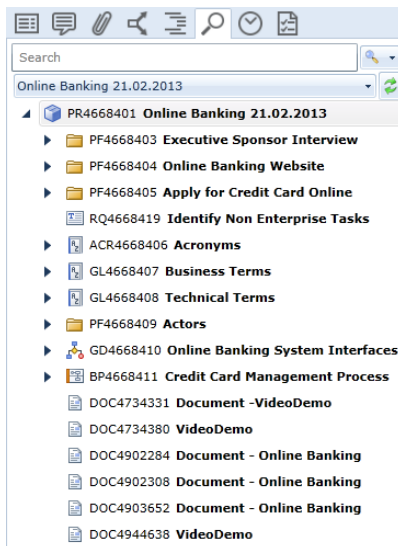 Search
Online Banking 21.02.2013
PR4668401 Online Banking 21.02.2013
PF4668403 Executive Sponsor Interview
PF4668404 Online Banking Website
PF4668405 Apply for Credit Card Online
RQ4668419 Identify Non Enterprise Tasks
ACR4668406 Acronyms
GL4668407 Business Terms
GL4668408 Technical Terms
PF4668409 Actors
GD4668410 Online Banking System Interfaces
BP4668411 Credit Card Management Process
DOC4734331 Document -VideoDemo
DOC4734380 VideoDemo
DOC4902284 Document - Online Banking
DOC4902308 Document - Online Banking
DOC4903652 Document - Online Banking
DOC4944638 VideoDemo